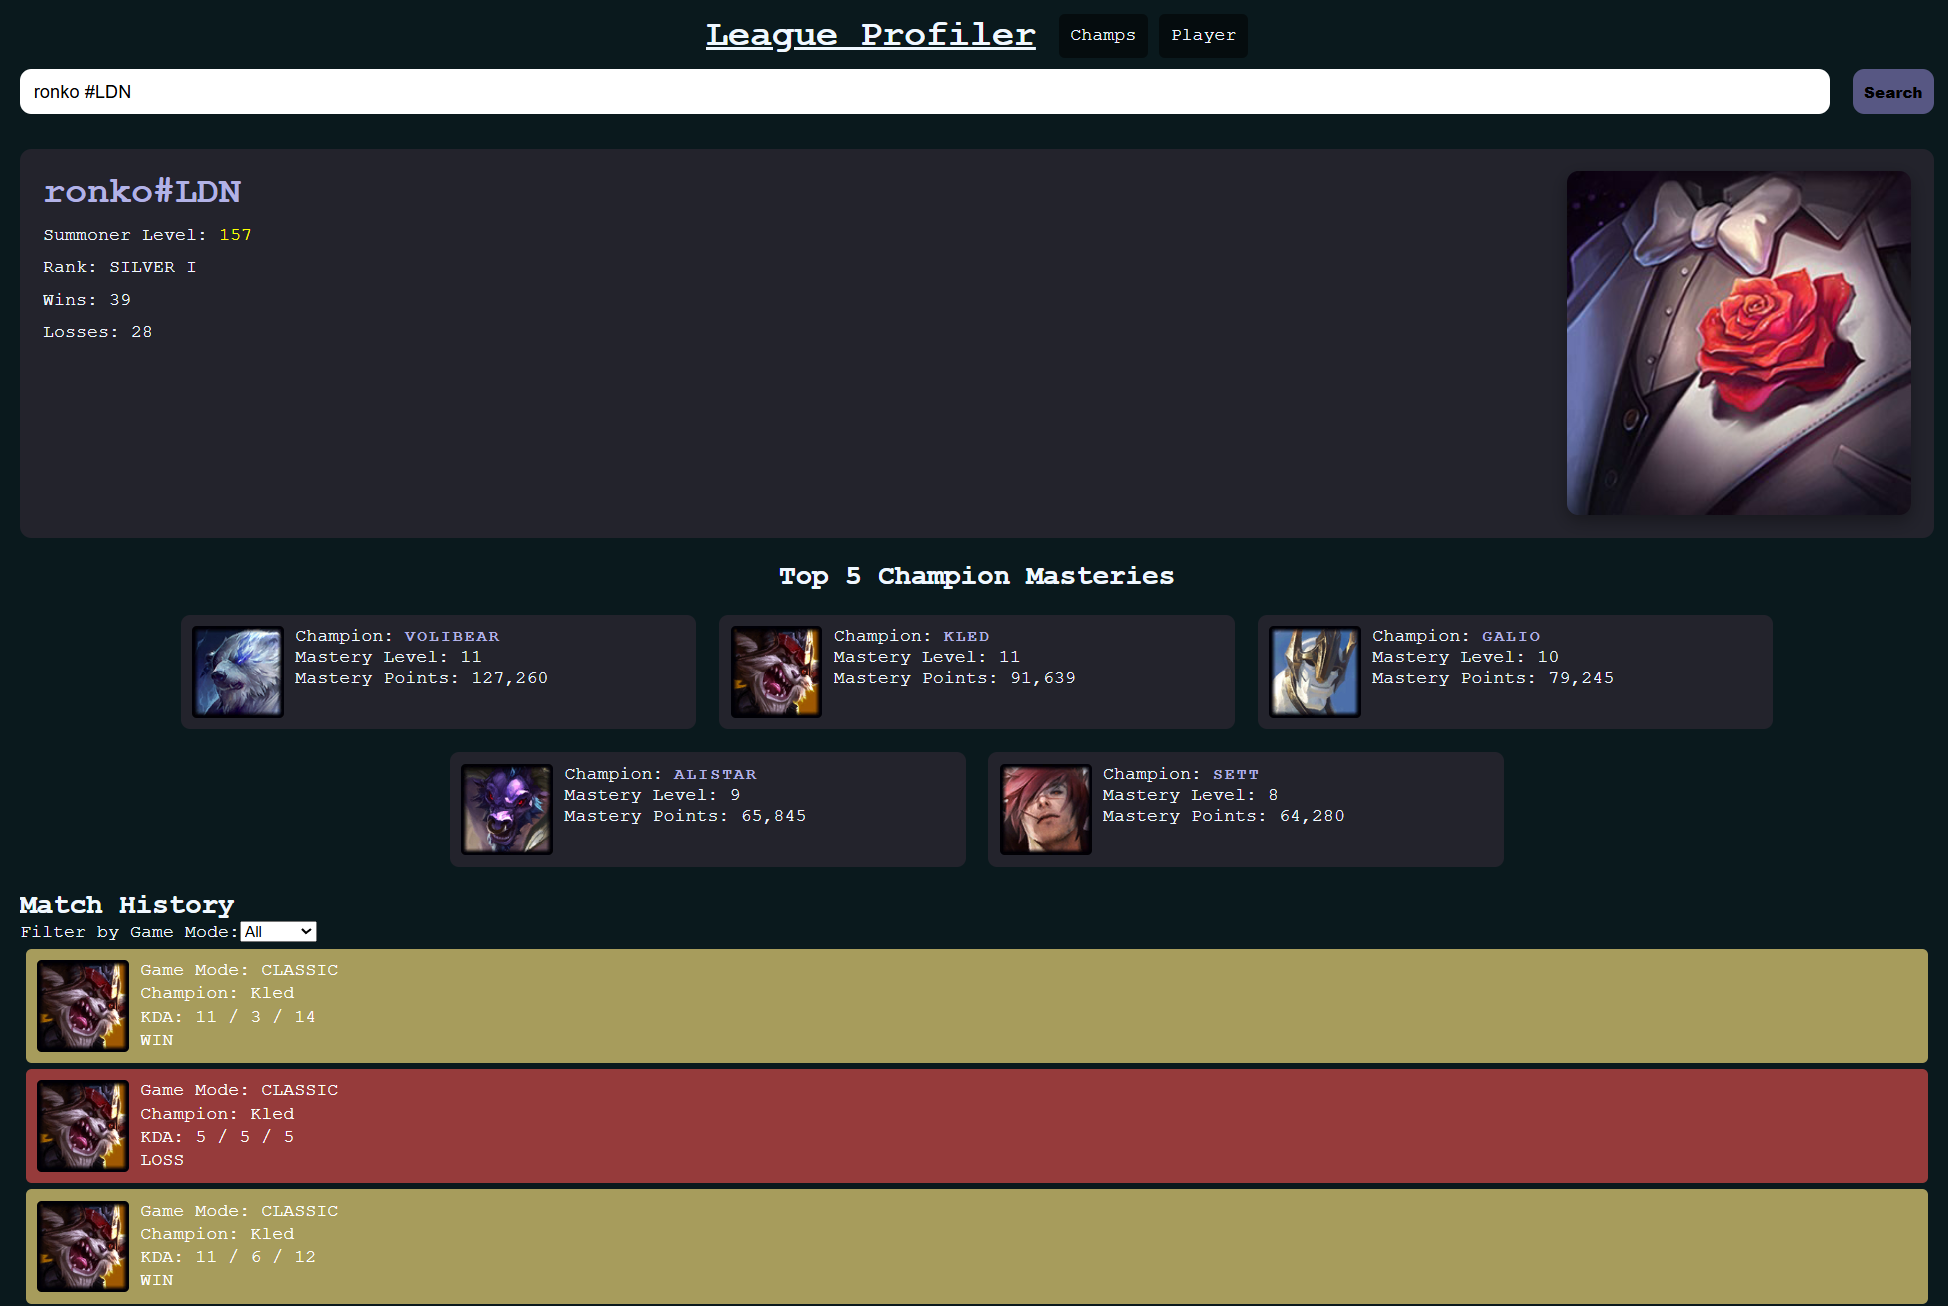 League Profiler
Champs
Player
ronko #LDN
Search
ronko#LDN
Summoner Level: 157
Rank: SILVER I
Wins: 39
Losses: 28
Top 5 Champion Masteries
Champion: VOLIBEAR
Mastery Level: 11
Mastery Points: 127,260
Champion: KLED
Mastery Level: 11
Mastery Points: 91,639
Champion: GALIO
Mastery Level: 10
Mastery Points: 79,245
Champion: ALISTAR
Mastery Level: 9
Mastery Points: 65,845
Champion: SETT
Mastery Level: 8
Mastery Points: 64,280
Match History
Filter by Game Mode: All
Game Mode: CLASSIC
Champion: Kled
KDA: 11 / 3 / 14
WIN
Game Mode: CLASSIC
Champion: Kled
KDA: 5 / 5 / 5
LOSS
Game Mode: CLASSIC
Champion: Kled
KDA: 11 / 6 / 12
WIN